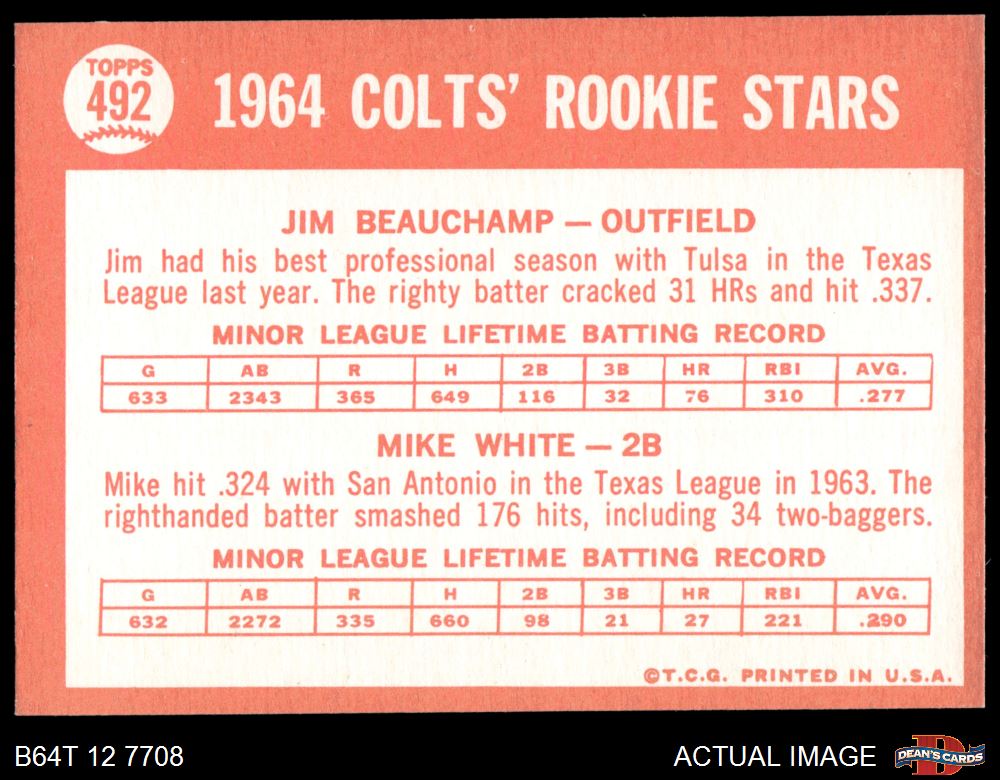 TOPPS
492
1964 COLTS' ROOKIE STARS
JIM BEAUCHAMP — OUTFIELD
Jim had his best professional season with Tulsa in the Texas
League last year. The righty batter cracked 31 HRs and hit .337.
MINOR LEAGUE LIFETIME BATTING RECORD
G AB R H 2B 3B HR RBI AVG.
633 2343 365 649 116 32 76 310 .277
MIKE WHITE — 2B
Mike hit .324 with San Antonio in the Texas League in 1963. The
righthanded batter smashed 176 hits, including 34 two-baggers.
MINOR LEAGUE LIFETIME BATTING RECORD
G AB R H 2B 3B HR RBI AVG.
632 2272 335 660 98 21 27 221 .290
©T.C.G. PRINTED IN U.S.A.
B64T 12 7708
ACTUAL IMAGE
DEAN'S CARDS